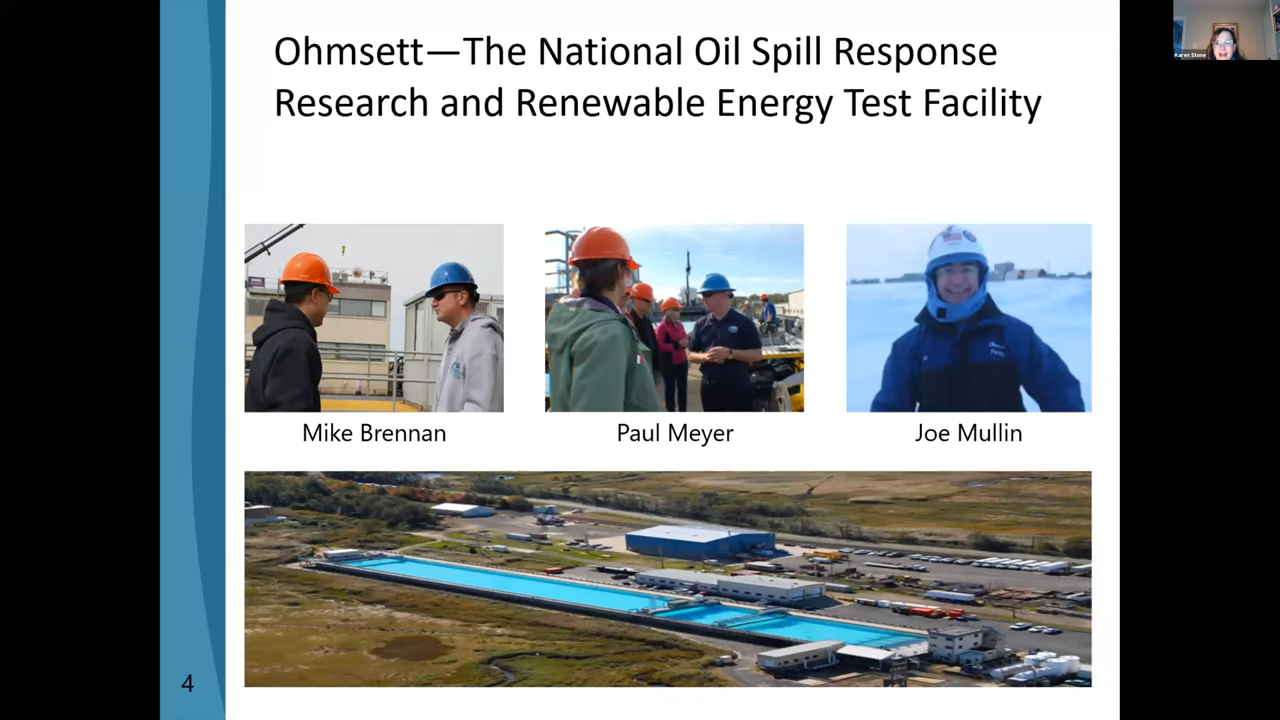 Ohmsett—The National Oil Spill Response
Research and Renewable Energy Test Facility
Karen Stone
Mike Brennan
Paul Meyer
Joe Mullin
4